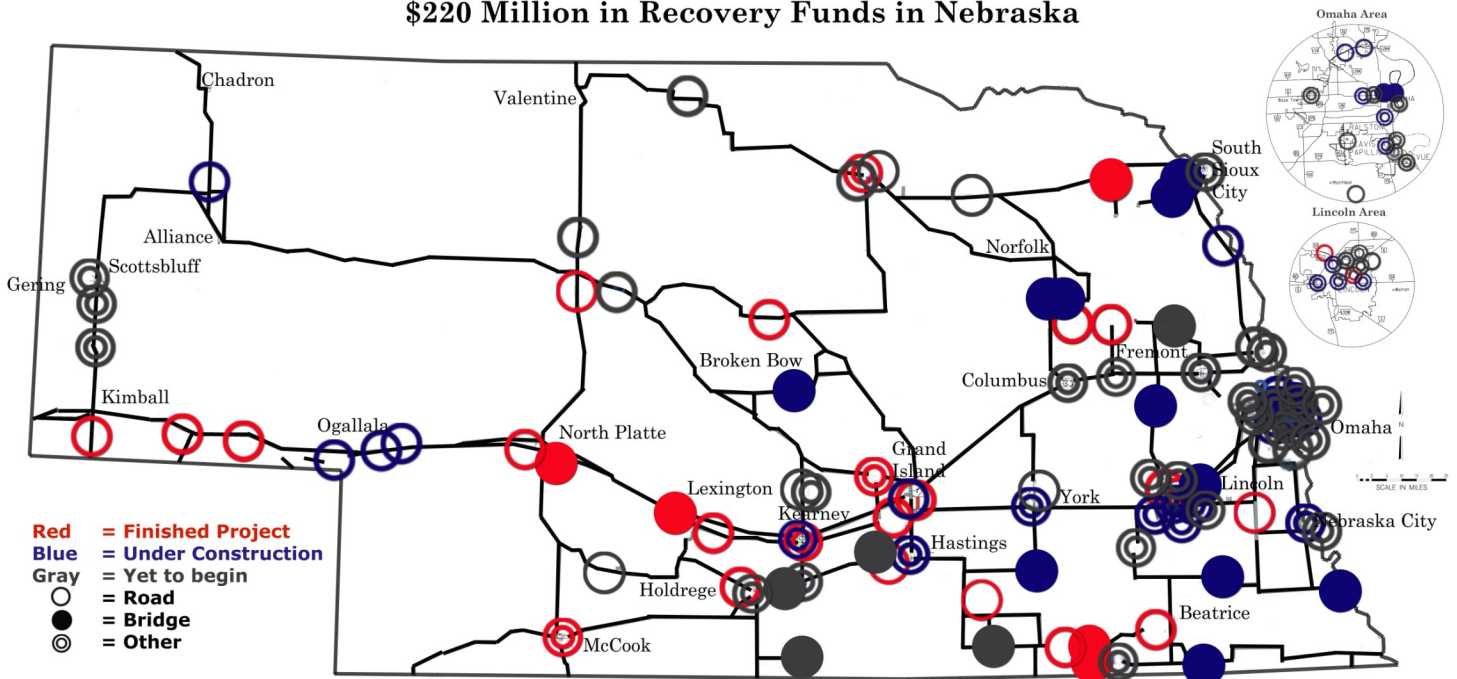 $220 Million in Recovery Funds in Nebraska
Omaha Area
Chadron
Valentine
South
Sioux
City
RALSTON
Lincoln Area
Alliance
Norfolk
Scottsbluff
Gering
Broken Bow
Fremont
Columbus
Kimball
Ogallala
North Platte
Omaha
N
Grand
Island
SCALE IN MILES
Lexington
York
Lincoln
Kearney
Nebraska City
Hastings
Red = Finished Project
Blue = Under Construction
Gray = Yet to begin
= Road
= Bridge
= Other
Holdrege
Beatrice
McCook